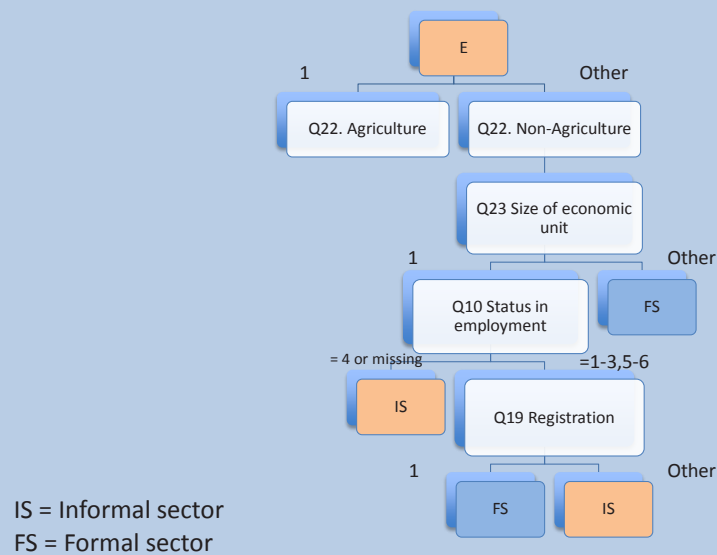 E
1
Other
Q22. Agriculture
Q22. Non-Agriculture
Q23 Size of economic
unit
1
Other
Q10 Status in
employment
FS
= 4 or missing
=1-3,5-6
IS
Q19 Registration
1
Other
FS
IS
IS = Informal sector
FS = Formal sector